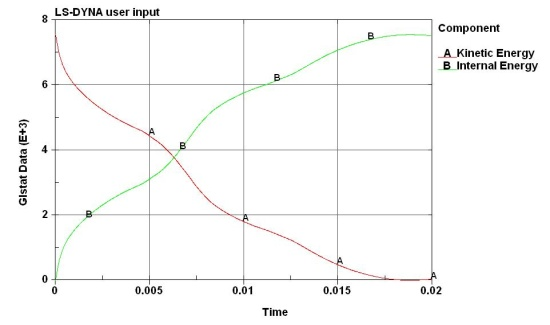 LS-DYNA user input
Component
A Kinetic Energy
B Internal Energy
Glstat Data (E+3)
8
6
4
2
0
A
A
A
A
B
B
B
B
0
0.005
0.01
0.015
0.02
Time